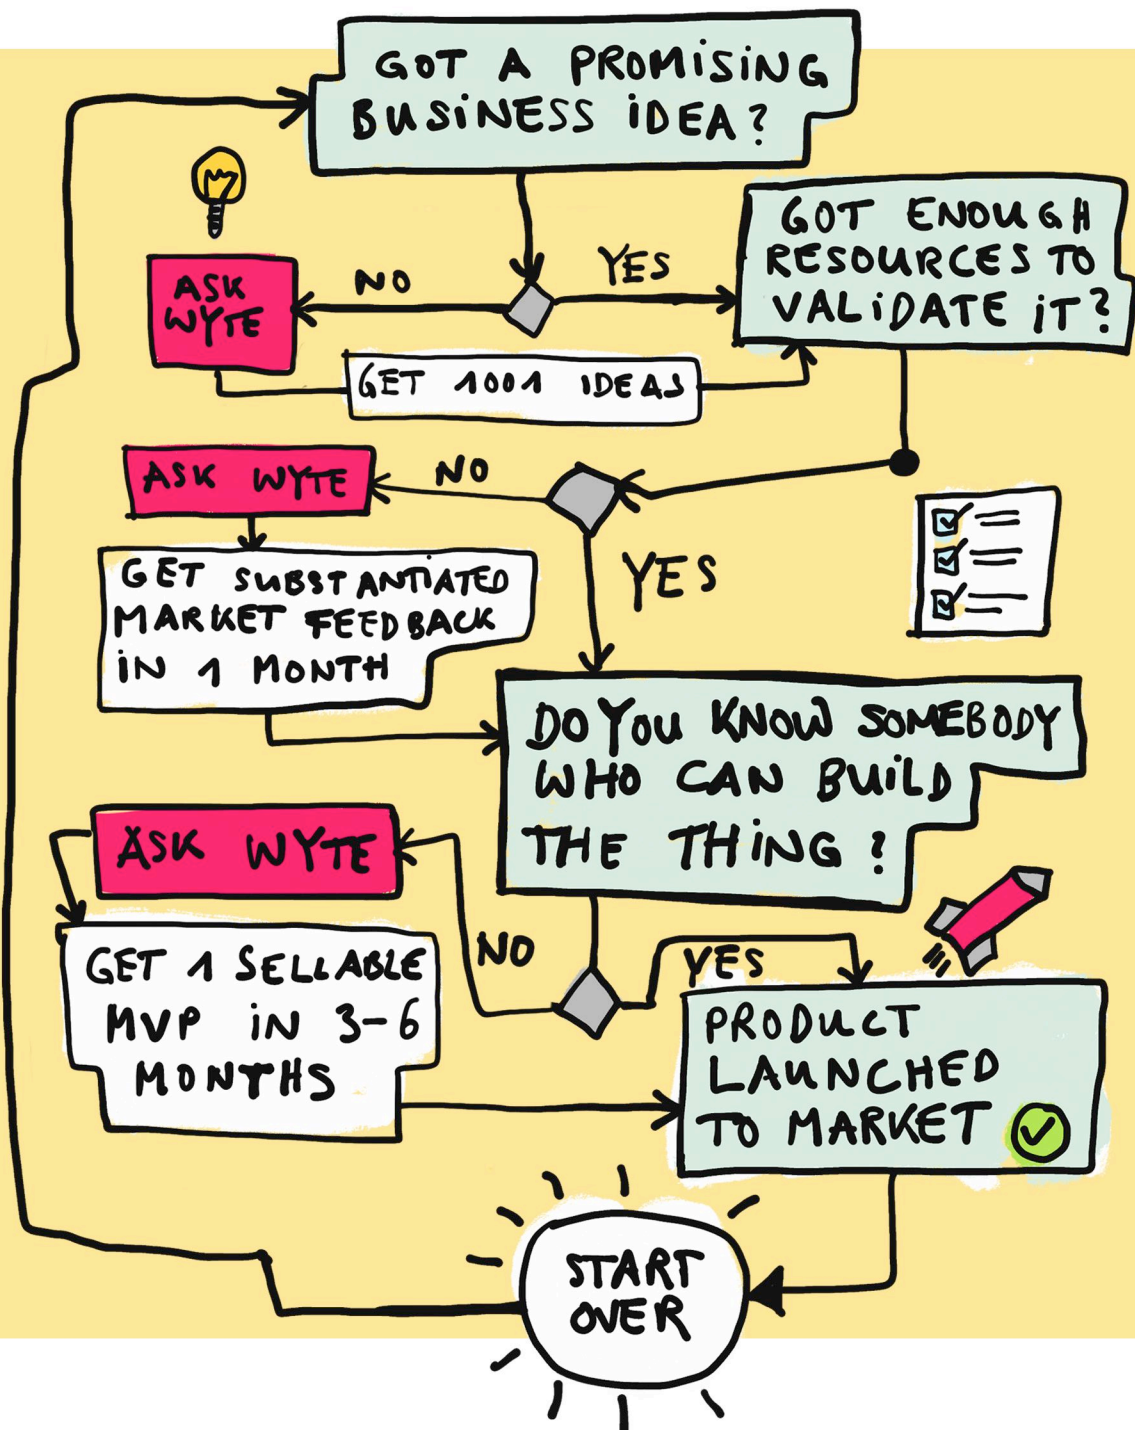 GOT A PROMiSiNG
BUSiNESS iDEA?
GOT ENOUGH
RESOURCES TO
VALiDATE iT?
NO
YES
ASK
WYTE
GET 1001 IDEAS
ASK WYTE
NO
YES
GET SUBSTANTiATED
MARKET FEEDBACK
iN 1 MONTH
DO YOU KNOW SOMEBODY
WHO CAN BUiLD
THE THiNG?
ASK WYTE
NO
YES
GET 1 SELLABLE
MVP iN 3-6
MONTHS
PRODUCT
LAUNCHED
TO MARKET
START
OVER